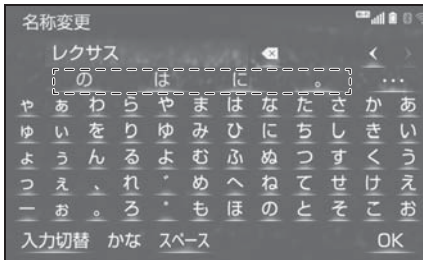 名称変更
レクサス
の は に 。 ...
ゃ ぁ わ ら や ま は な た さ か あ
ゅ ぃ を り ゆ み ひ に ち し き い
ょ ぅ ん る よ む ふ ぬ つ す く う
っ ぇ 、 れ ゛ め へ ね て せ け え
ー ぉ 。 ろ ゜ も ほ の と そ こ お
入力切替 かな スペース OK